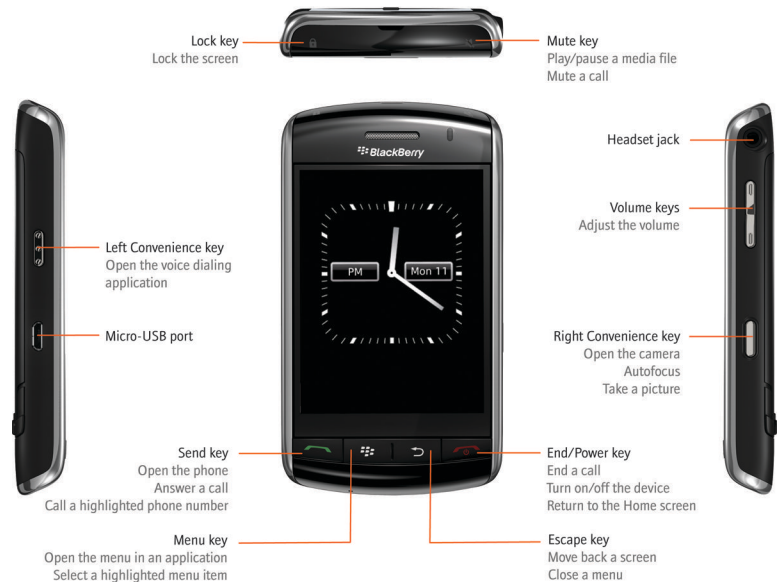 Lock key
Lock the screen
Mute key
Play/pause a media file
Mute a call
BlackBerry
Headset jack
Volume keys
Adjust the volume
Left Convenience key
Open the voice dialing
application
PM
Mon 11
Micro-USB port
Right Convenience key
Open the camera
Autofocus
Take a picture
Send key
Open the phone
Answer a call
Call a highlighted phone number
End/Power key
End a call
Turn on/off the device
Return to the Home screen
Menu key
Open the menu in an application
Select a highlighted menu item
Escape key
Move back a screen
Close a menu